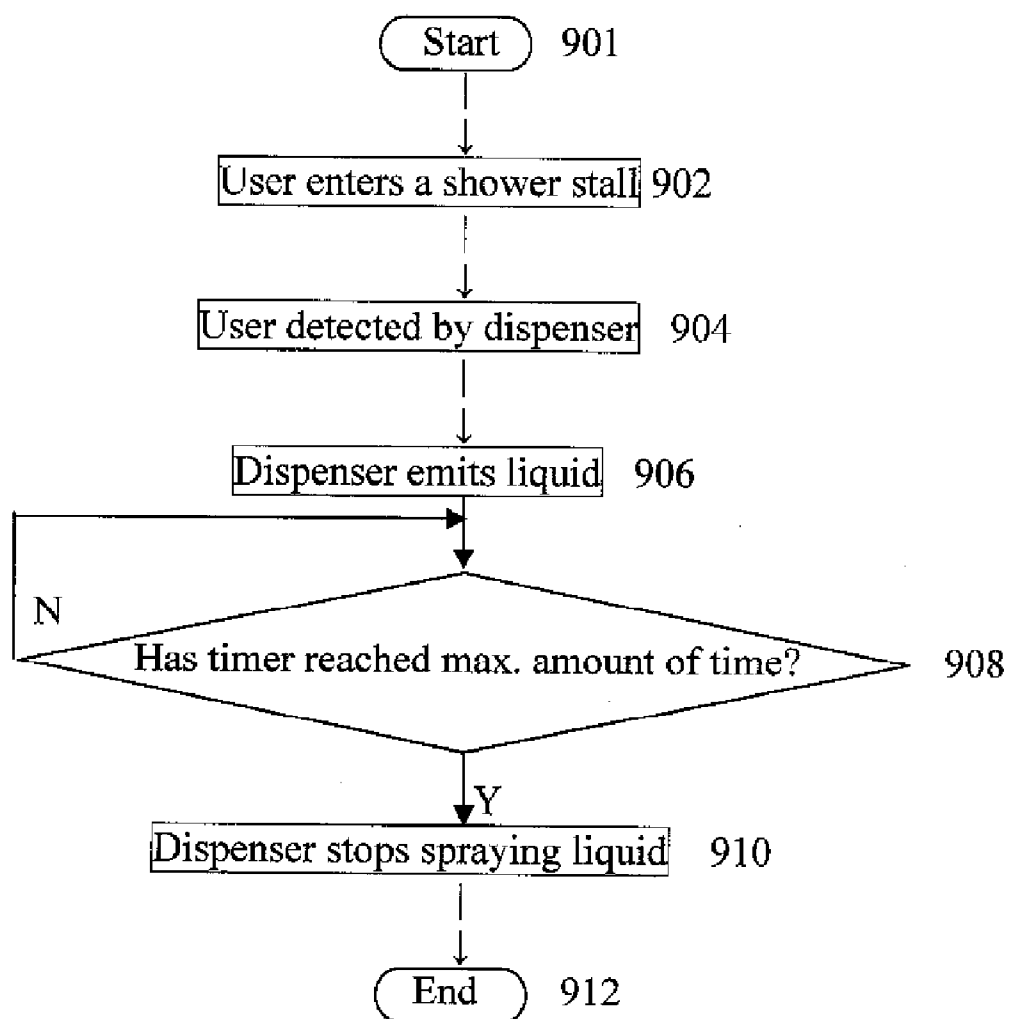 Start 901
User enters a shower stall 902
User detected by dispenser 904
Dispenser emits liquid 906
N
Has timer reached max. amount of time? 908
Y
Dispenser stops spraying liquid 910
End 912